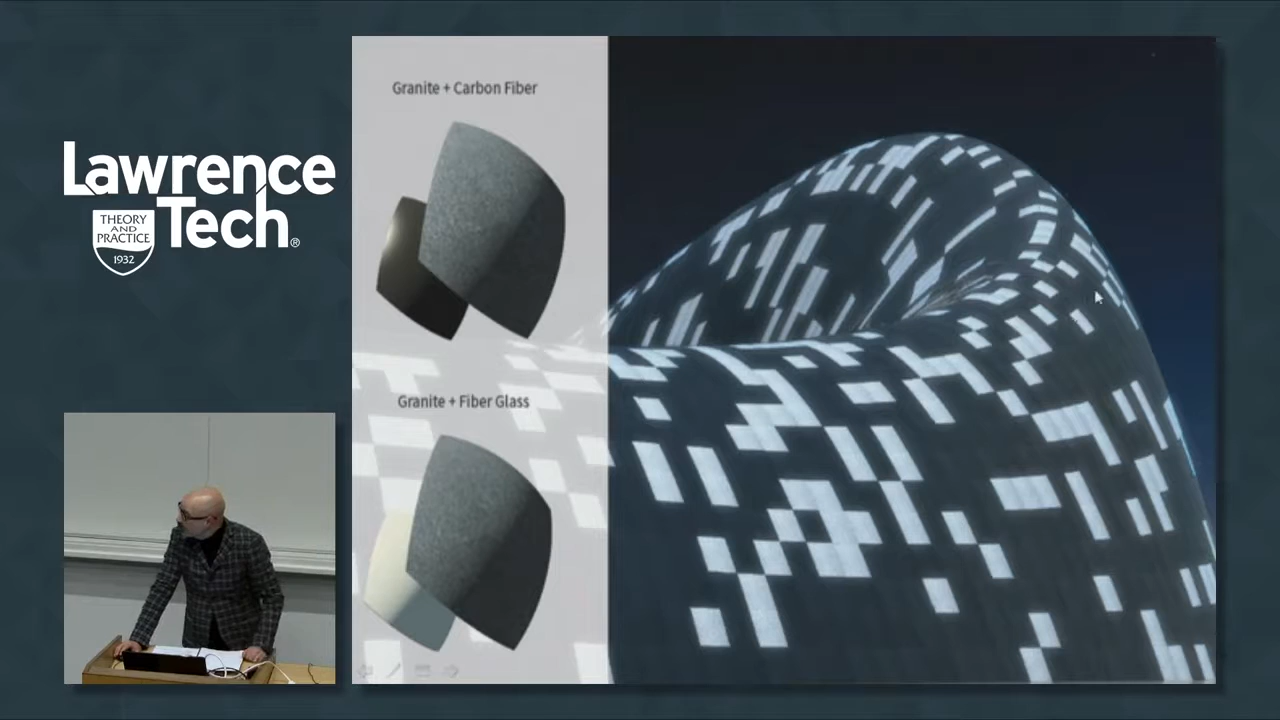 Lawrence
Tech®
THEORY
AND
PRACTICE
1932
Granite + Carbon Fiber
Granite + Fiber Glass